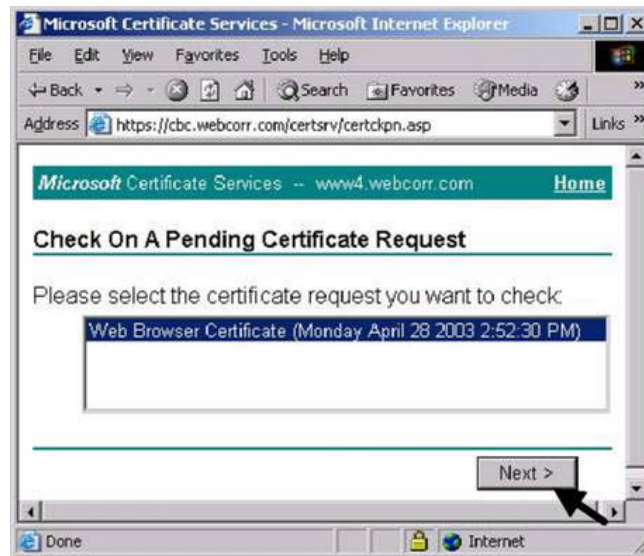 Microsoft Certificate Services - Microsoft Internet Explorer
File Edit View Favorites Tools Help
Back Search Favorites Media »
Address https://cbc.webcorr.com/certsrv/certckpn.asp Links »
Microsoft Certificate Services -- www4.webcorr.com Home
Check On A Pending Certificate Request
Please select the certificate request you want to check:
Web Browser Certificate (Monday April 28 2003 2:52:30 PM)
Next >
Done Internet